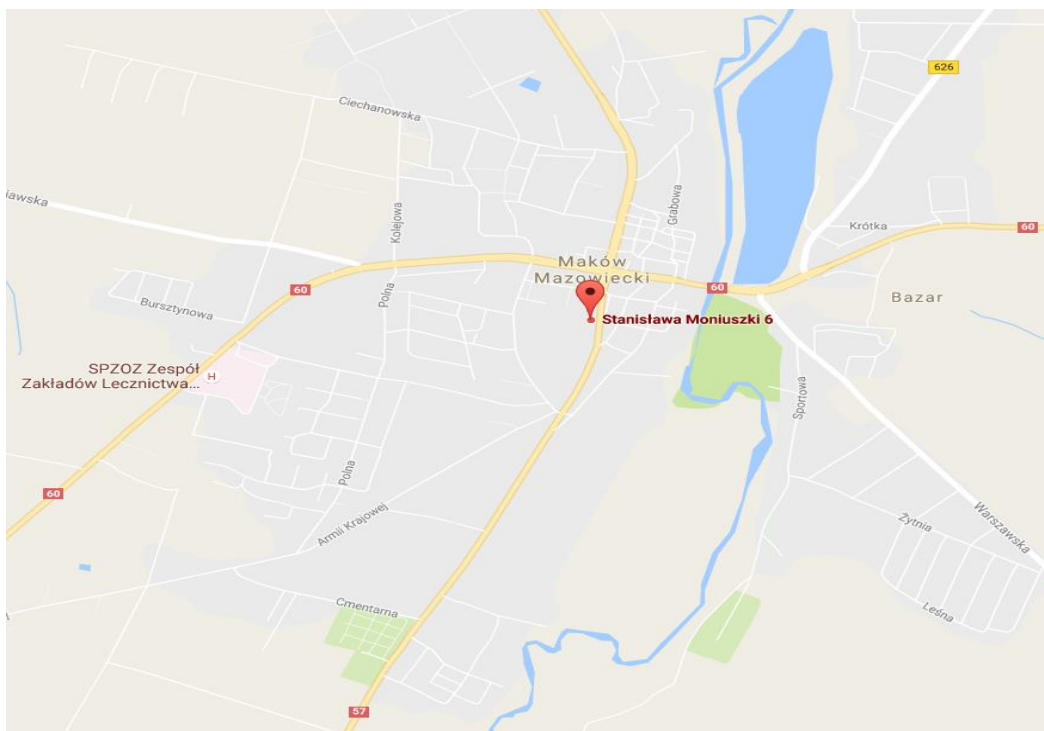 626
Ciechanowska
iawska
Kolejowa
Grabowa
Krótka
60
Maków
Mazowiecki
60
60
Bursztynowa
Polna
Stanisława Moniuszki 6
Bazar
SPZOZ Zespół
Zakładów Lecznictwa...
H
Sportowa
60
Polna
Armii Krajowej
Żytnia
Warszawska
Cmentarna
Leśna
57